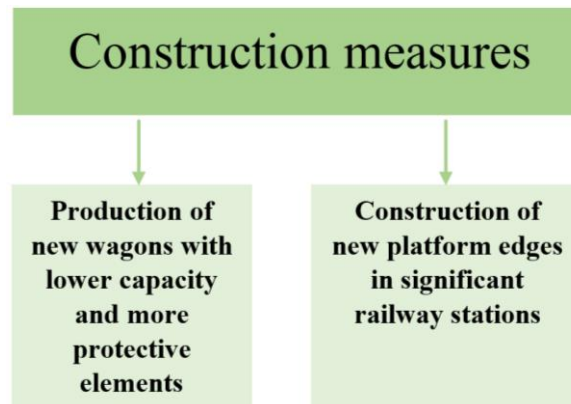 Construction measures
Production of
new wagons with
lower capacity
and more
protective
elements
Construction of
new platform edges
in significant
railway stations